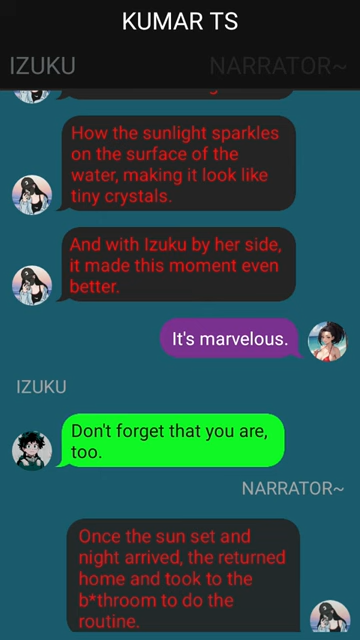 KUMAR TS
IZUKU
NARRATOR~
How the sunlight sparkles
on the surface of the
water, making it look like
tiny crystals.
And with Izuku by her side,
it made this moment even
better.
It's marvelous.
IZUKU
Don't forget that you are,
too.
NARRATOR~
Once the sun set and
night arrived, the returned
home and took to the
b*throom to do the
routine.